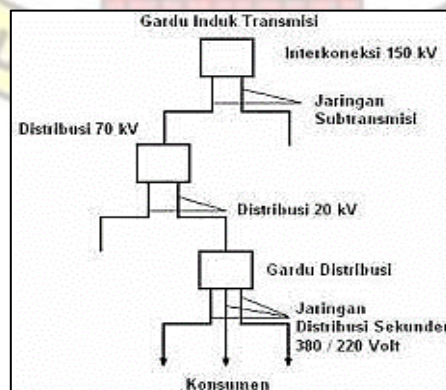 Gardu Induk Transmisi
Interkoneksi 150 kV
Jaringan
Subtransmisi
Distribusi 70 kV
Distribusi 20 kV
Gardu Distribusi
Jaringan
Distribusi Sekunder
380 / 220 Volt
Konsumen